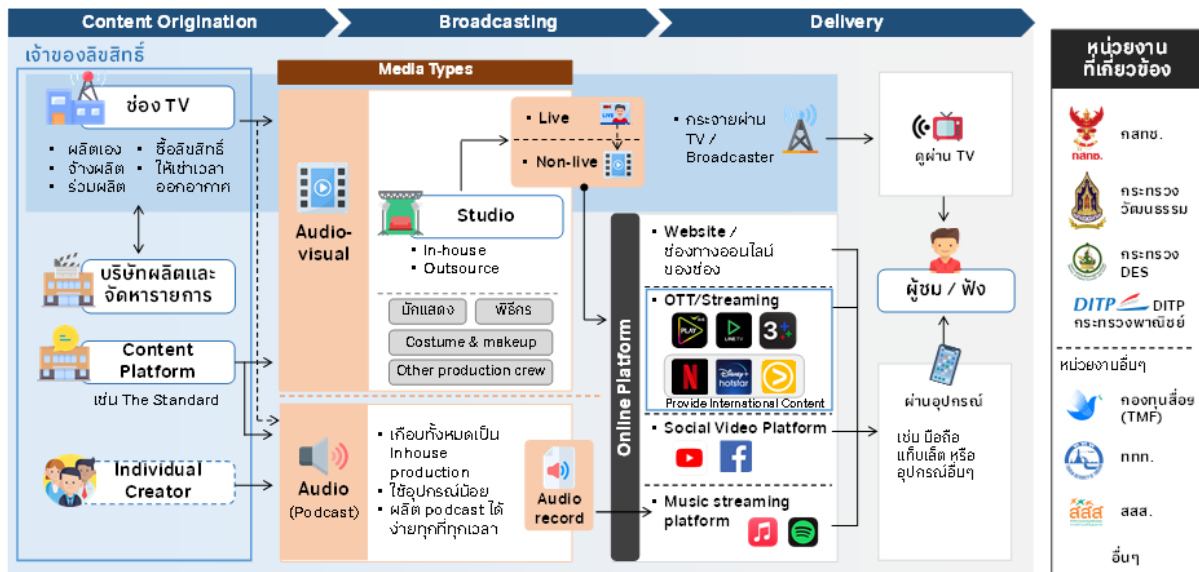 Content Origination
Broadcasting
Delivery
เจ้าของลิขสิทธิ์
ช่อง TV
• ผลิตเอง
• จ้างผลิต
• ร่วมผลิต
• ซื้อลิขสิทธิ์
• ให้เช่าเวลา
ออกอากาศ
บริษัทผลิตและ
จัดหารายการ
Content
Platform
เช่น The Standard
Individual
Creator
Media Types
Audio-
visual
Studio
• In-house
• Outsource
นักแสดง
พิธีกร
Costume & makeup
Other production crew
• Live
LIVE
• Non-live
Audio
(Podcast)
• เกือบทั้งหมดเป็น
Inhouse
production
• ใช้อุปกรณ์น้อย
• ผลิต podcast ได้
ง่ายทุกที่ทุกเวลา
Audio
record
• กระจายผ่าน
TV /
Broadcaster
Online Platform
• Website /
ช่องทางออนไลน์
ของช่อง
• OTT/Streaming
PLAY
LINE TV
3
N
Disney+
hotstar
Provide International Content
• Social Video Platform
• Music streaming
platform
ดูผ่าน TV
ผู้ชม / ฟัง
ผ่านอุปกรณ์
เช่น มือถือ
แท็บเล็ต หรือ
อุปกรณ์อื่นๆ
หน่วยงาน
ที่เกี่ยวข้อง
กสทช.
กสทช.
กระทรวง
วัฒนธรรม
กระทรวง
DES
DITP
DITP
กระทรวงพาณิชย์
หน่วยงานอื่นๆ
กองทุนสื่อฯ
(TMF)
ททท.
สสส
สสส.
อื่นๆ